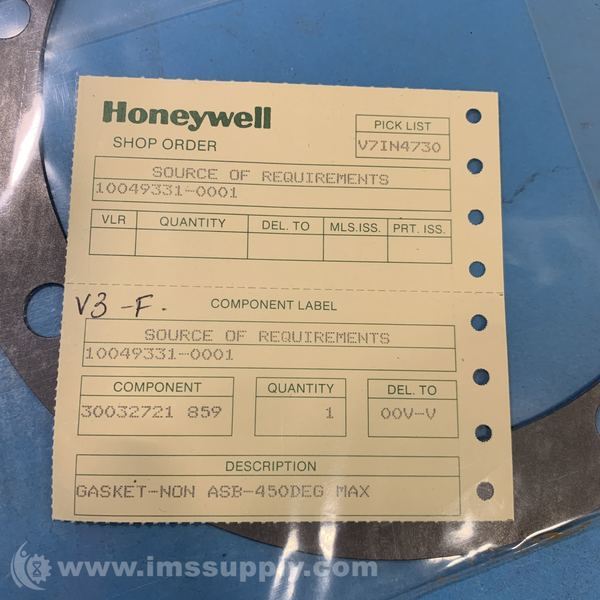 Honeywell
SHOP ORDER
PICK LIST
V7IN4730
SOURCE OF REQUIREMENTS
10049331-0001
VLR QUANTITY DEL. TO MLS.ISS. PRT. ISS.
V3-F.
COMPONENT LABEL
SOURCE OF REQUIREMENTS
10049331-0001
COMPONENT QUANTITY DEL. TO
30032721 859 1 00V-V
DESCRIPTION
GASKET-NON ASB-450DEG MAX
www.imssupply.com